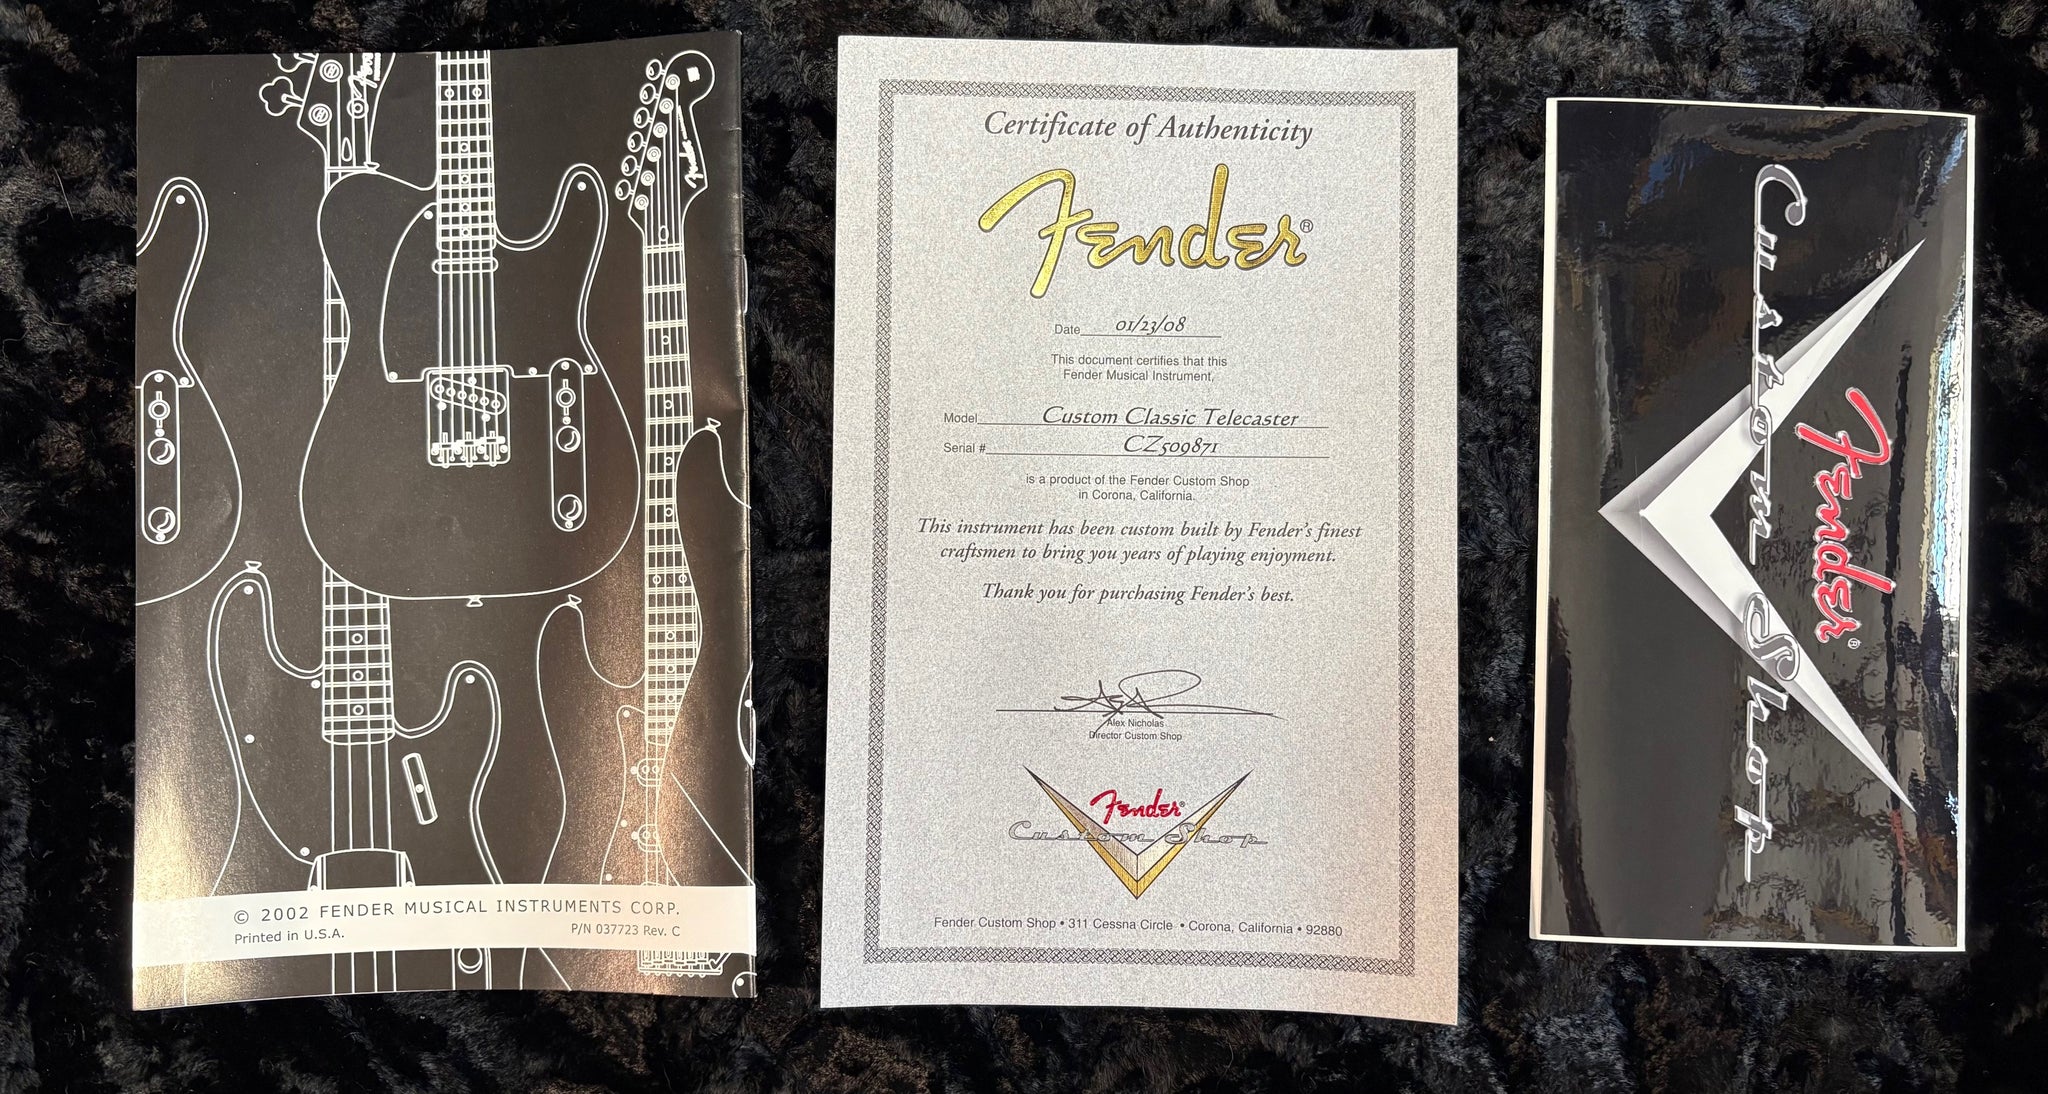 Fender
Fender
© 2002 FENDER MUSICAL INSTRUMENTS CORP.
Printed in U.S.A.
P/N 037723 Rev. C
Certificate of Authenticity
Fender®
Date 01/23/08
This document certifies that this
Fender Musical Instrument,
Model Custom Classic Telecaster
Serial # CZ509871
is a product of the Fender Custom Shop
in Corona, California.
This instrument has been custom built by Fender's finest
craftsmen to bring you years of playing enjoyment.
Thank you for purchasing Fender's best.
Alex Nicholas
Director Custom Shop
Fender®
Custom Shop
Fender Custom Shop • 311 Cessna Circle • Corona, California • 92880
Fender®
Custom Shop